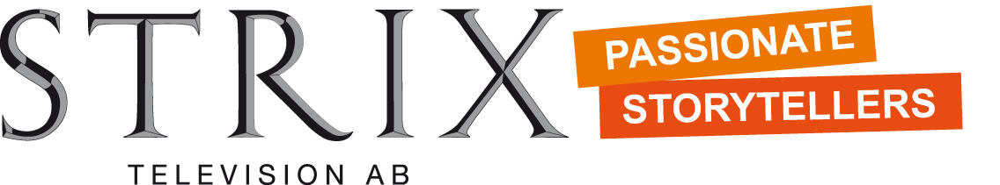 STRIX
TELEVISION AB
PASSIONATE
STORYTELLERS